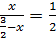 x/(3/2 − x) = 1/2